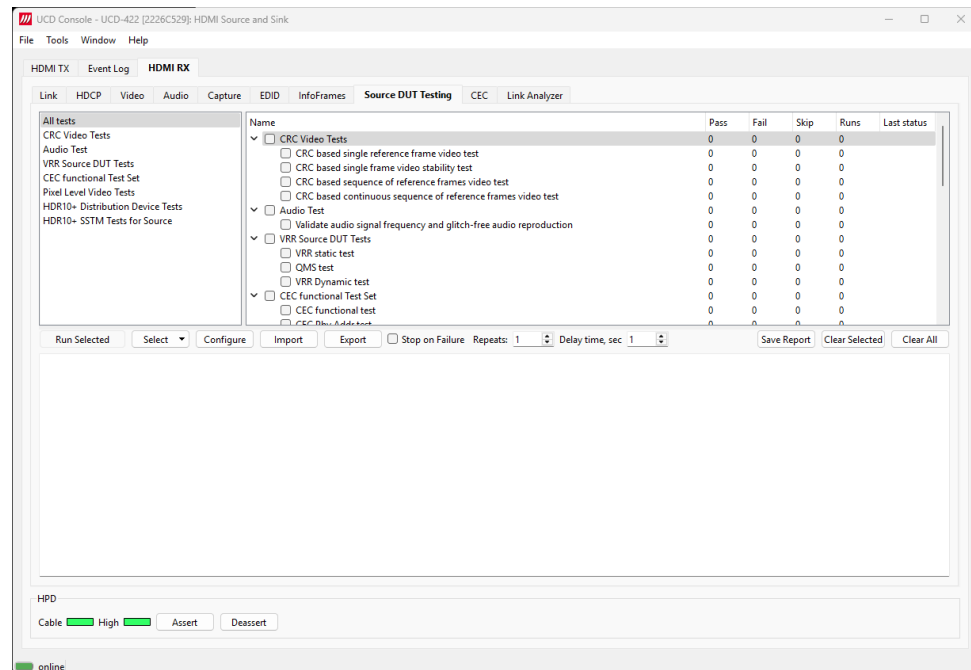 UCD Console - UCD-422 [2226C529]: HDMI Source and Sink
File Tools Window Help
HDMI TX Event Log HDMI RX
Link HDCP Video Audio Capture EDID InfoFrames Source DUT Testing CEC Link Analyzer
All tests
CRC Video Tests
Audio Test
VRR Source DUT Tests
CEC functional Test Set
Pixel Level Video Tests
HDR10+ Distribution Device Tests
HDR10+ SSTM Tests for Source
Name Pass Fail Skip Runs Last status
CRC Video Tests 0 0 0 0
CRC based single reference frame video test 0 0 0 0
CRC based single frame video stability test 0 0 0 0
CRC based sequence of reference frames video test 0 0 0 0
CRC based continuous sequence of reference frames video test 0 0 0 0
Audio Test 0 0 0 0
Validate audio signal frequency and glitch-free audio reproduction 0 0 0 0
VRR Source DUT Tests 0 0 0 0
VRR static test 0 0 0 0
QMS test 0 0 0 0
VRR Dynamic test 0 0 0 0
CEC functional Test Set 0 0 0 0
CEC functional test 0 0 0 0
CEC Phy Addr test 0 0 0 0
Run Selected Select Configure Import Export Stop on Failure Repeats: 1 Delay time, sec 1 Save Report Clear Selected Clear All
HPD
Cable High Assert Deassert
online